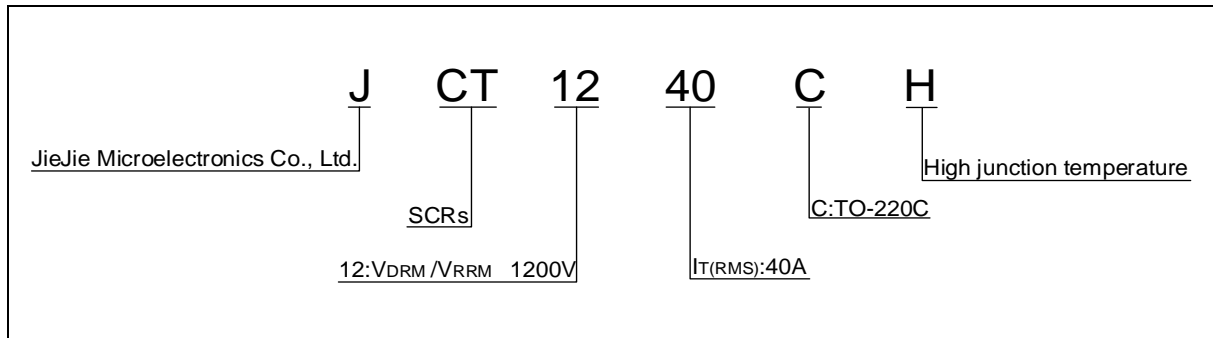 J CT 12 40 C H
JieJie Microelectronics Co., Ltd.
High junction temperature
SCRs
C:TO-220C
12:VDRM /VRRM 1200V
IT(RMS):40A